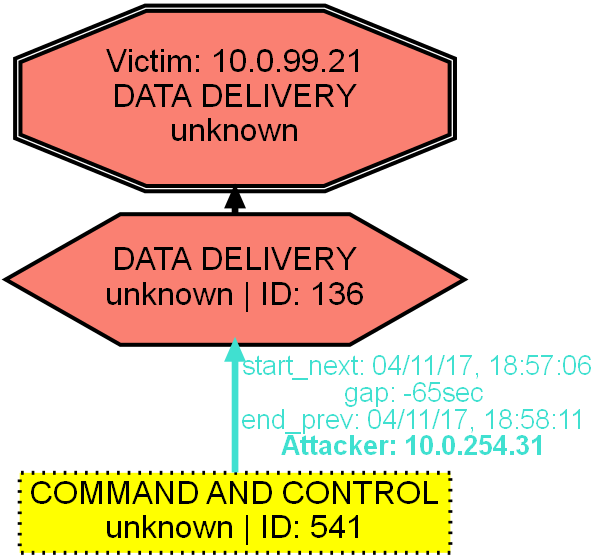 Victim: 10.0.99.21
DATA DELIVERY
unknown
DATA DELIVERY
unknown | ID: 136
start_next: 04/11/17, 18:57:06
gap: -65sec
end_prev: 04/11/17, 18:58:11
Attacker: 10.0.254.31
COMMAND AND CONTROL
unknown | ID: 541